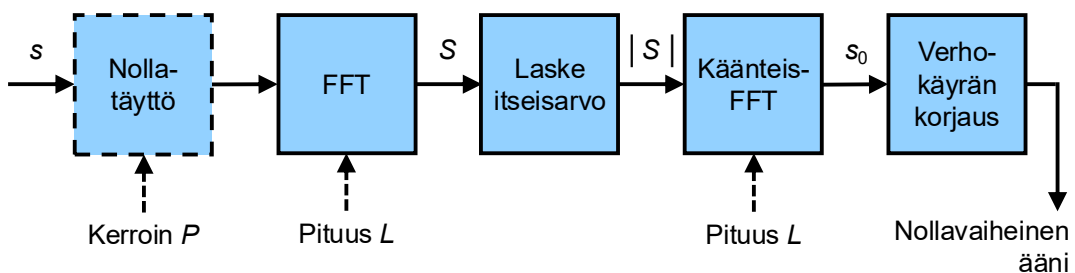 s
Nolla-
täyttö
FFT
S
Laske
itseisarvo
|S|
Käänteis-
FFT
s0
Verho-
käyrän
korjaus
Kerroin P
Pituus L
Pituus L
Nollavaiheinen
ääni